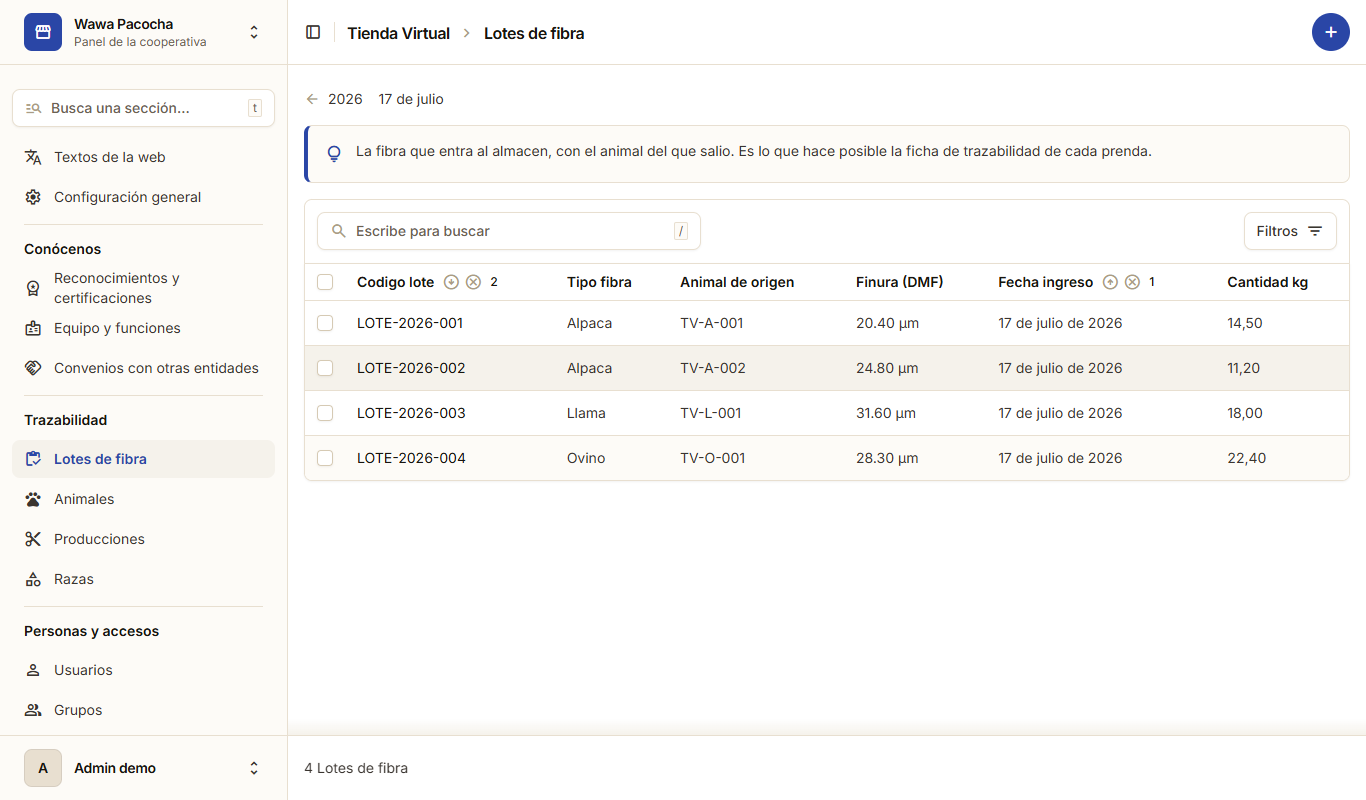 Wawa Pacocha
Panel de la cooperativa
Tienda Virtual
Lotes de fibra
Busca una sección...
t
Textos de la web
Configuración general
Conócenos
Reconocimientos y
certificaciones
Equipo y funciones
Convenios con otras entidades
Trazabilidad
Lotes de fibra
Animales
Producciones
Razas
Personas y accesos
Usuarios
Grupos
A Admin demo
2026 17 de julio
La fibra que entra al almacen, con el animal del que salio. Es lo que hace posible la ficha de trazabilidad de cada prenda.
Escribe para buscar /
Filtros
Codigo lote 2 Tipo fibra Animal de origen Finura (DMF) Fecha ingreso 1 Cantidad kg
LOTE-2026-001 Alpaca TV-A-001 20.40 µm 17 de julio de 2026 14,50
LOTE-2026-002 Alpaca TV-A-002 24.80 µm 17 de julio de 2026 11,20
LOTE-2026-003 Llama TV-L-001 31.60 µm 17 de julio de 2026 18,00
LOTE-2026-004 Ovino TV-O-001 28.30 µm 17 de julio de 2026 22,40
4 Lotes de fibra